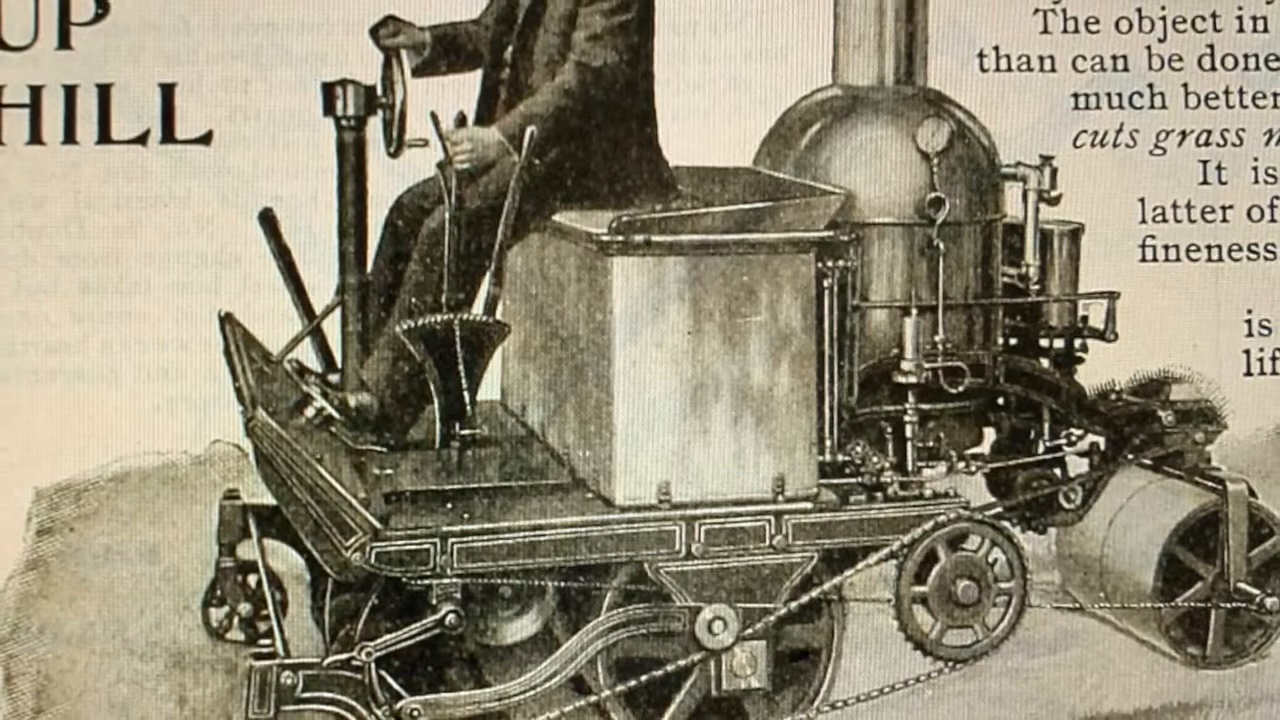 UP
HILL
The object in
than can be done
much better
cuts grass
It is
latter of
fineness
is
lif